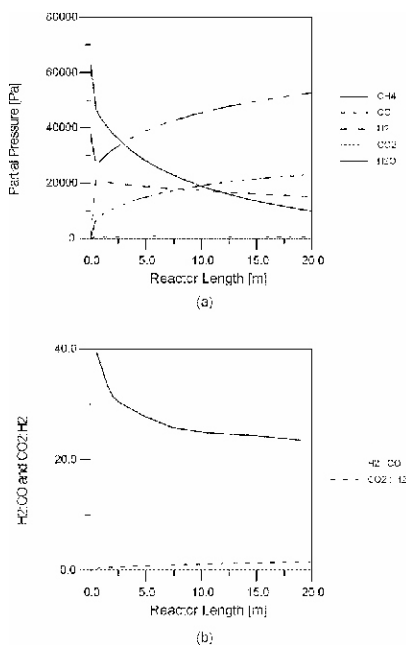 80000
60000
40000
20000
0
Partial Pressure [Pa]
0.0 5.0 10.0 15.0 20.0
Reactor Length [m]
CH4
CO
H2
CO2
H2O
(a)
40.0
20.0
0.0
H2:CO and CO2:H2
0.0 5.0 10.0 15.0 20.0
Reactor Length [m]
H2:CO
CO2:H2
(b)